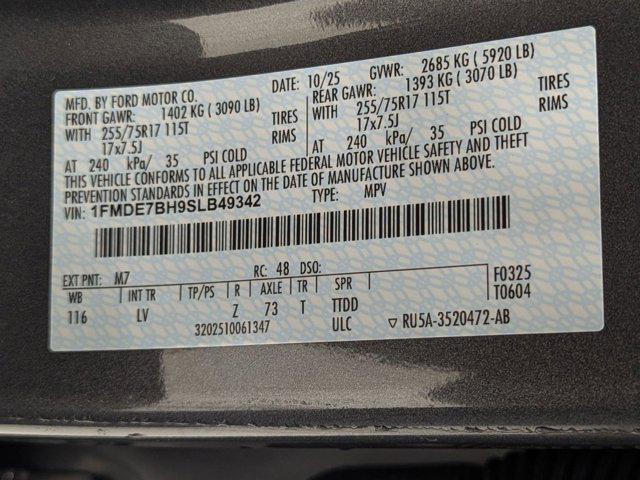 MFD. BY FORD MOTOR CO.
DATE: 10/25 GVWR: 2685 KG ( 5920 LB)
FRONT GAWR: 1402 KG ( 3090 LB) REAR GAWR: 1393 KG ( 3070 LB)
WITH 255/75R17 115T TIRES 255/75R17 115T TIRES
17x7.5J RIMS WITH 17x7.5J RIMS
AT 240 kPa/ 35 PSI COLD AT 240 kPa/ 35 PSI COLD
THIS VEHICLE CONFORMS TO ALL APPLICABLE FEDERAL MOTOR VEHICLE SAFETY AND THEFT
PREVENTION STANDARDS IN EFFECT ON THE DATE OF MANUFACTURE SHOWN ABOVE.
VIN: 1FMDE7BH9SLB49342 TYPE: MPV
EXT PNT: M7 RC: 48 DSO: F0325
WB INT TR TP/PS R AXLE TR SPR T0604
116 LV Z 73 T TTDD
3202510061347 ULC RU5A-3520472-AB